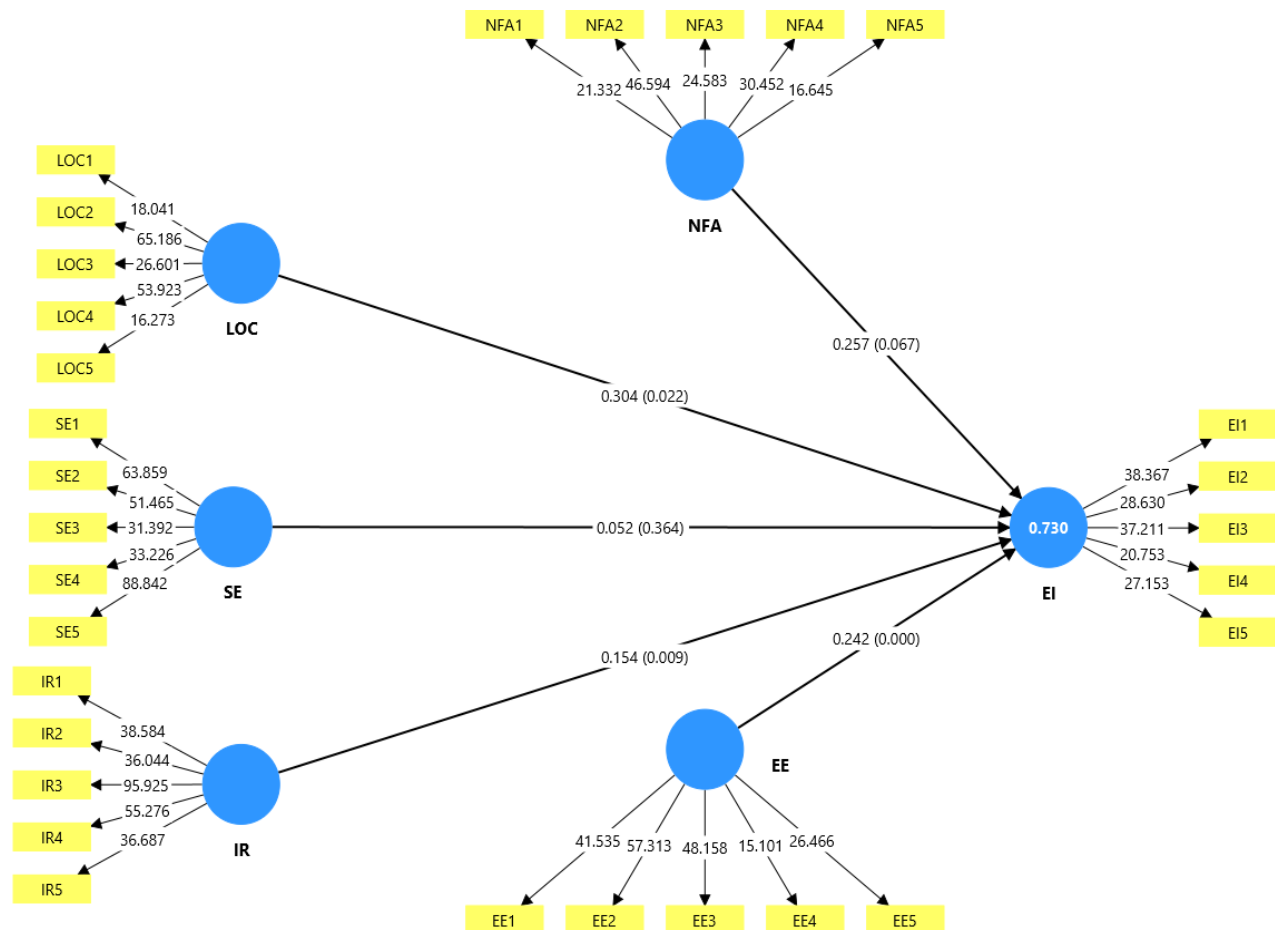 NFA1
NFA2
NFA3
NFA4
NFA5
21.332
46.594
24.583
30.452
16.645
NFA
LOC1
LOC2
LOC3
LOC4
LOC5
18.041
65.186
26.601
53.923
16.273
LOC
0.257 (0.067)
0.304 (0.022)
SE1
SE2
SE3
SE4
SE5
63.859
51.465
31.392
33.226
88.842
SE
0.052 (0.364)
0.730
EI
38.367
28.630
37.211
20.753
27.153
EI1
EI2
EI3
EI4
EI5
IR1
IR2
IR3
IR4
IR5
38.584
36.044
95.925
55.276
36.687
IR
0.154 (0.009)
0.242 (0.000)
EE
41.535
57.313
48.158
15.101
26.466
EE1
EE2
EE3
EE4
EE5